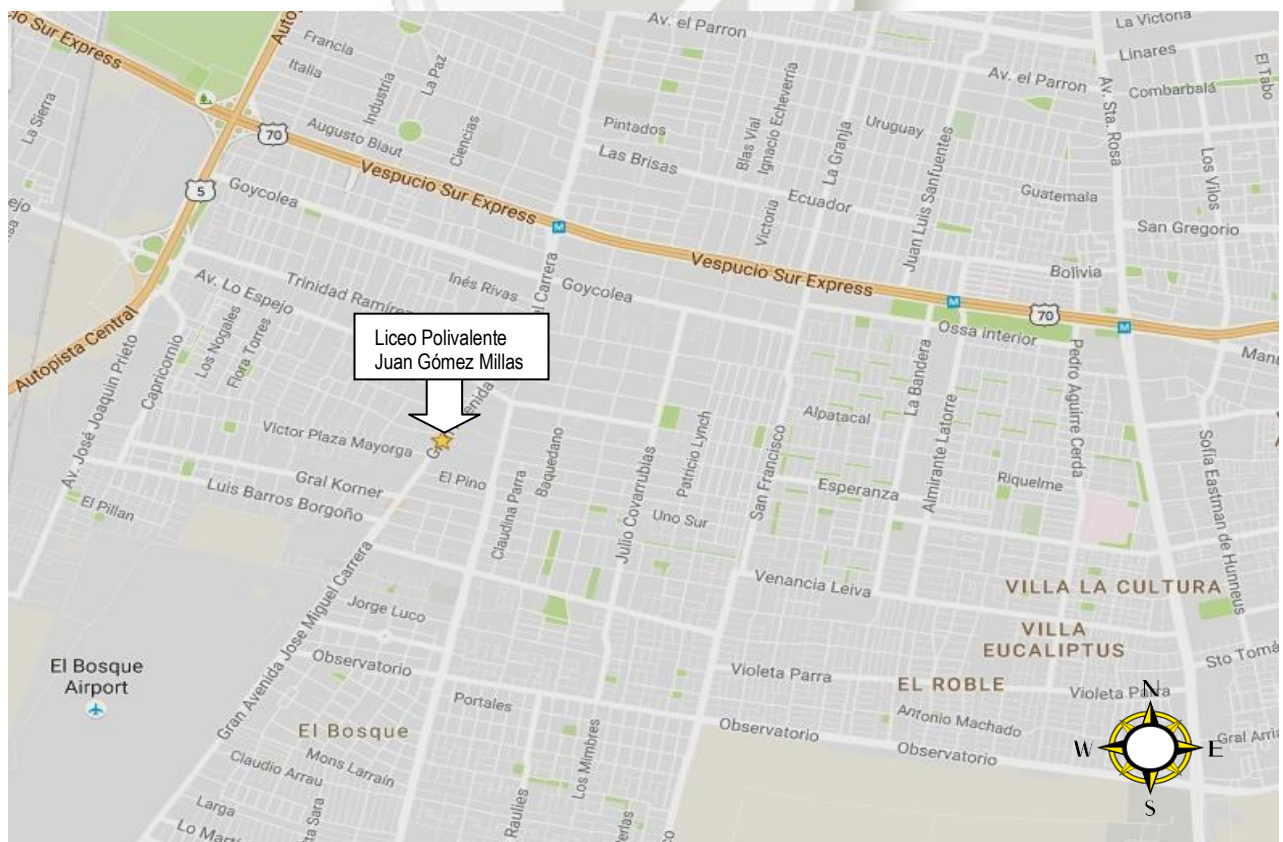 Av. el Parron
La Victoria
Linares
El Tabo
Sur Express
Francia
Italia
Industria
La Paz
Av. el Parron
Combarbalá
La Sierra
70
Augusto Biaut
Ciencias
Pintados
Las Brisas
Blas Vial
Ignacio Echeverría
La Granja
Uruguay
Av. Sta. Rosa
Los Vilos
Vespucio Sur Express
5
Goycolea
Ecuador
Victoria
Juan Luis Sanfuentes
Guatemala
San Gregorio
M
Vespucio Sur Express
Bolivia
Av. Lo Espejo
Trinidad Ramírez
Inés Rivas
Goycolea
M
70
M
Ossa interior
Autopista Central
Los Nogales
Flora Torres
Capricornio
Av. José Joaquin Prieto
Liceo Polivalente
Juan Gómez Millas
Pedro Aguirre Cerda
La Bandera
Alpatacal
Almirante Latorre
Víctor Plaza Mayorga
Patricio Lynch
San Francisco
Baquedano
Julio Covarrubias
Claudina Parra
El Pino
Gral Korner
Luis Barros Borgoño
El Pillan
Uno Sur
Esperanza
Riquelme
Sofía Eastman de Hunneus
Venancia Leiva
VILLA LA CULTURA
Jorge Luco
VILLA
EUCALIPTUS
Gran Avenida Jose Miguel Carrera
El Bosque
Airport
Observatorio
Portales
Violeta Parra
EL ROBLE
Violeta Parra
Sto Tomá
El Bosque
Observatorio
Antonio Machado
Observatorio
Gral Arria
Mons Larraín
Claudio Arrau
Larga
Raulies
Los Mimbres
N
W
E
S